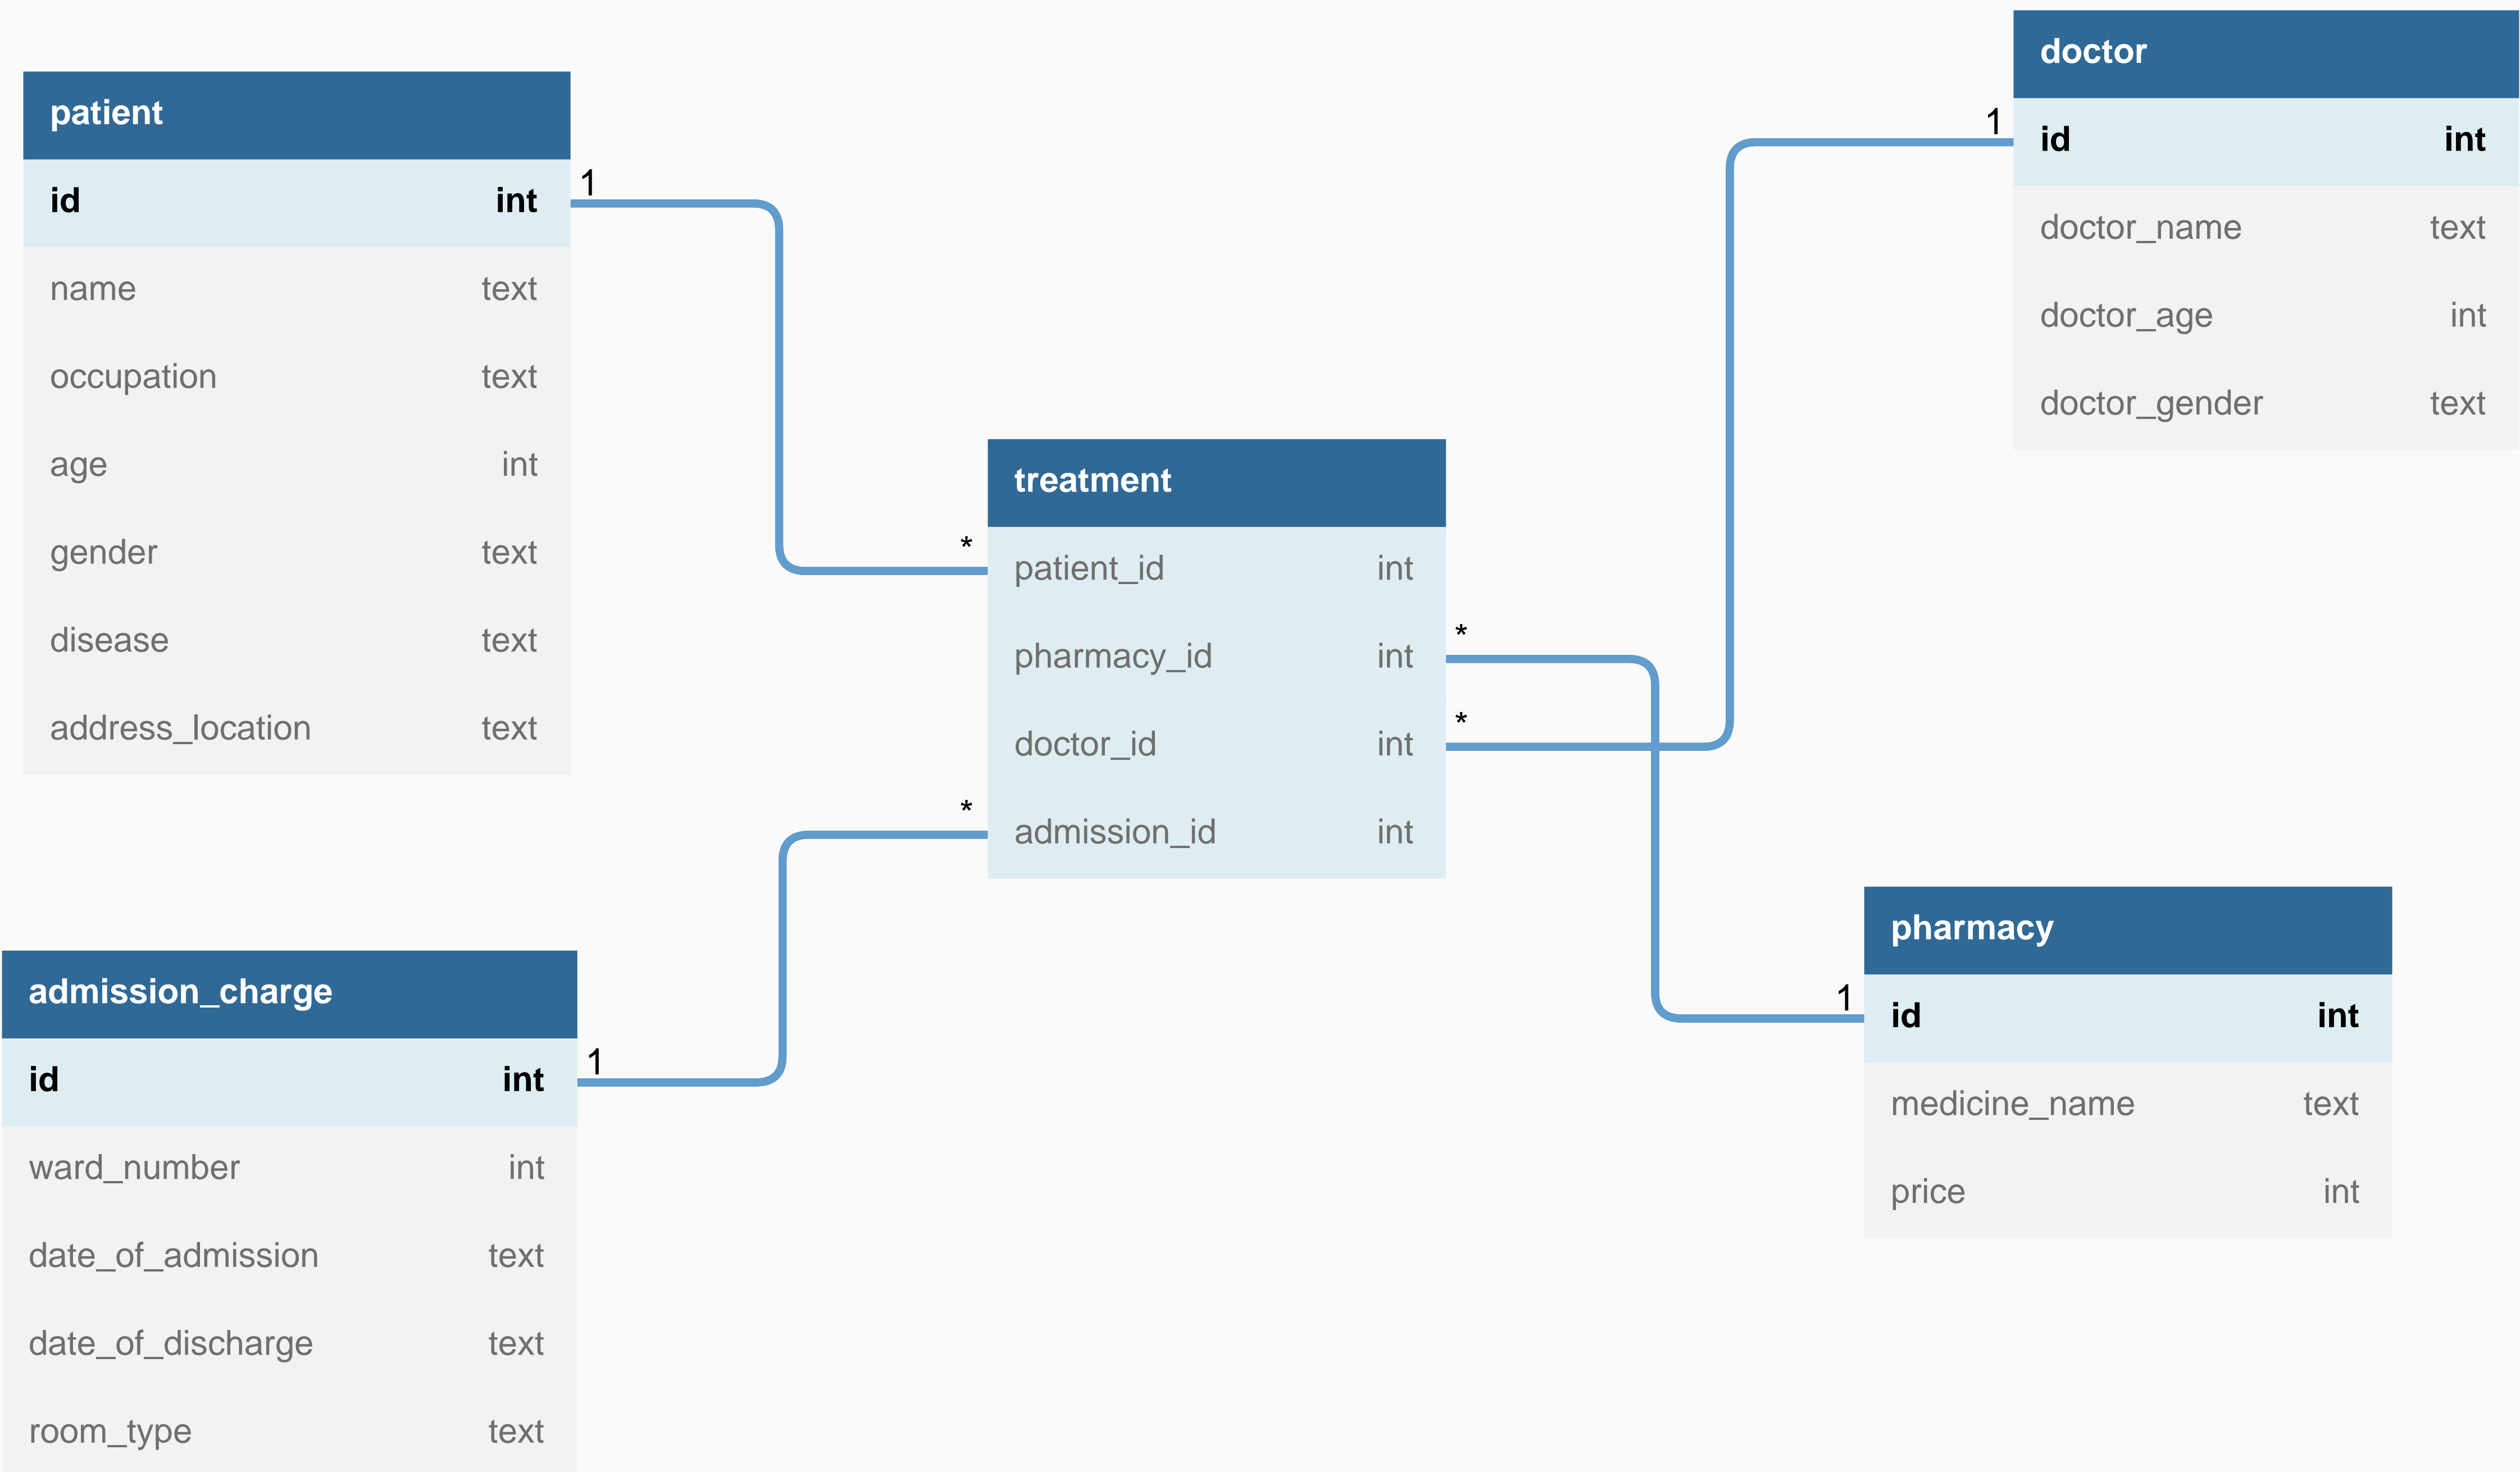 patient
id int
name text
occupation text
age int
gender text
disease text
address_location text
1
*
treatment
patient_id int
pharmacy_id int
doctor_id int
admission_id int
*
*
*
1
doctor
id int
doctor_name text
doctor_age int
doctor_gender text
admission_charge
id int
ward_number int
date_of_admission text
date_of_discharge text
room_type text
1
1
pharmacy
id int
medicine_name text
price int